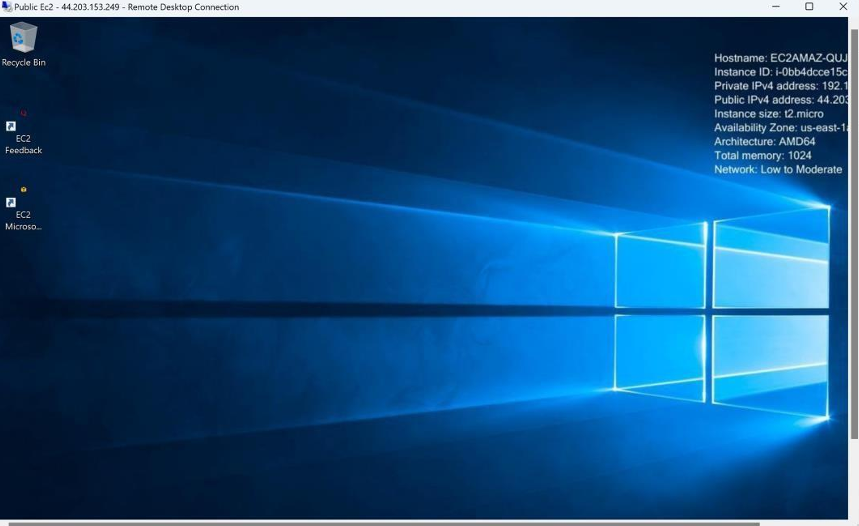 Public Ec2 - 44.203.153.249 - Remote Desktop Connection
Recycle Bin
EC2
Feedback
EC2
Microso...
Hostname: EC2AMAZ-QUJ
Instance ID: i-0bb4dcce15c
Private IPv4 address: 192.1
Public IPv4 address: 44.203
Instance size: t2.micro
Availability Zone: us-east-1a
Architecture: AMD64
Total memory: 1024
Network: Low to Moderate